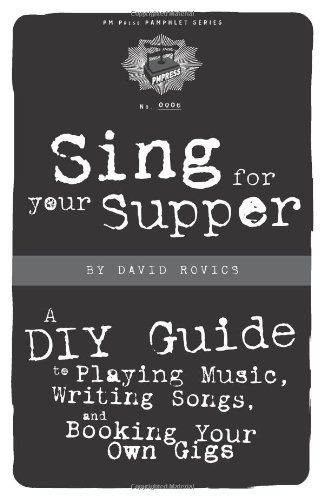 PM Press PAMPHLET SERIES
PMPRESS
No. 0006
Sing for
your Supper
BY DAVID ROVICS
A
DIY Guide
to Playing Music,
Writing Songs,
and
Booking Your
Own Gigs